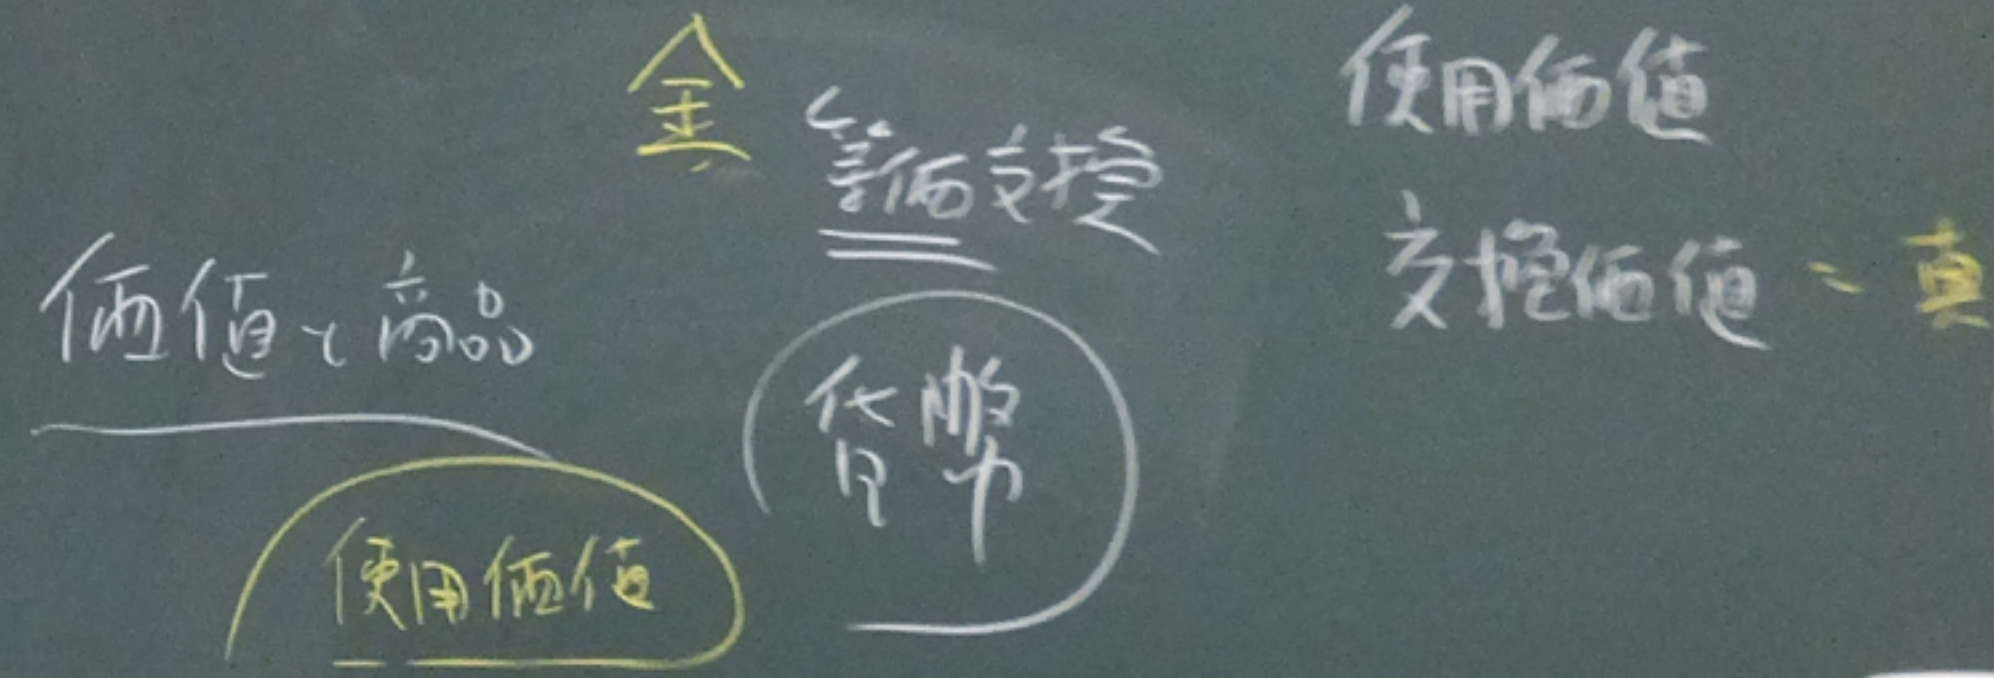 金
等価交換
価値と商品
貨幣
使用価値
使用価値
交換価値 = 真